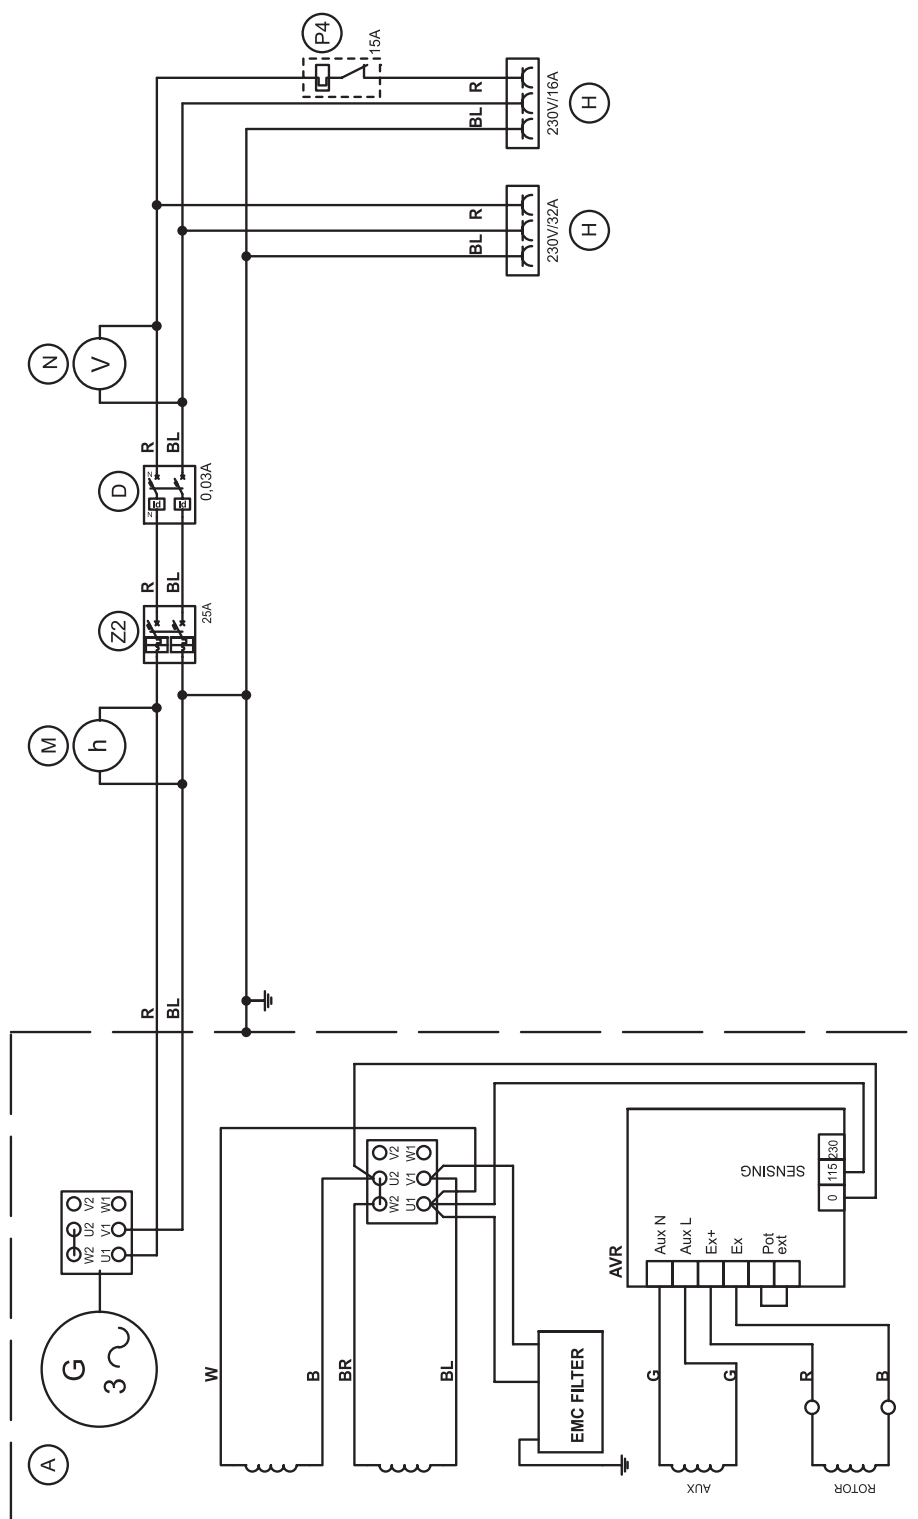 P4
15A
R
BL
230V/16A
H
R
BL
230V/32A
H
N
V
R
BL
D
N
N
Id
Id
0,03A
R
BL
Z2
25A
M
h
R
BL
A
G
3
W2 U2 V2
U1 V1 W1
W
B
BR
BL
W2 U2 V2
U1 V1 W1
EMC FILTER
AVR
Aux N
Aux L
Ex+
Ex
Pot
ext
SENSING
0 115 230
G
G
R
B
AUX
ROTOR